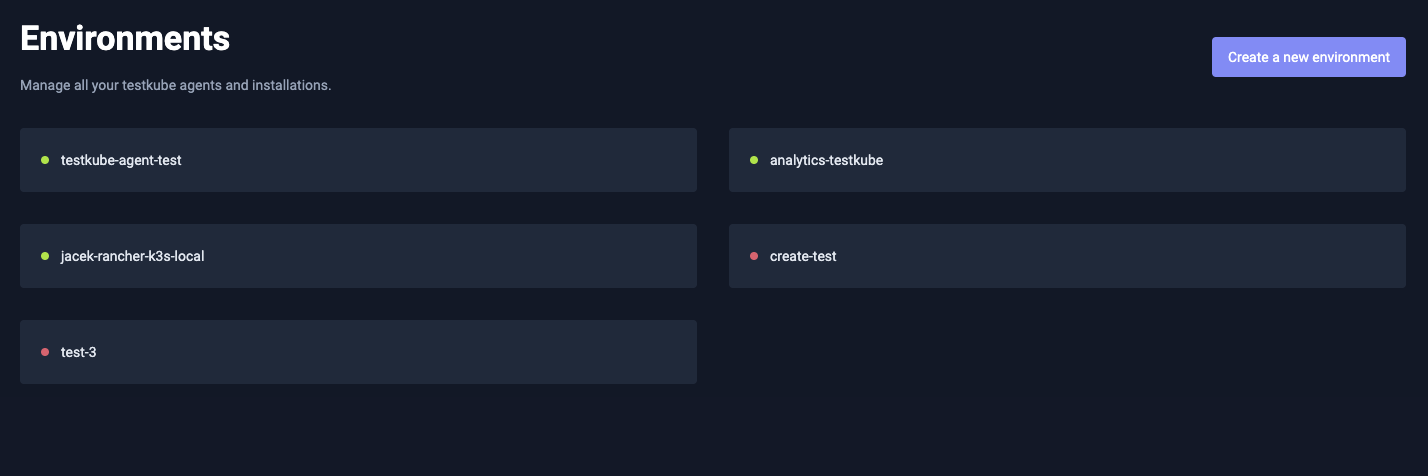 Environments
Create a new environment
Manage all your testkube agents and installations.
testkube-agent-test
analytics-testkube
jacek-rancher-k3s-local
create-test
test-3